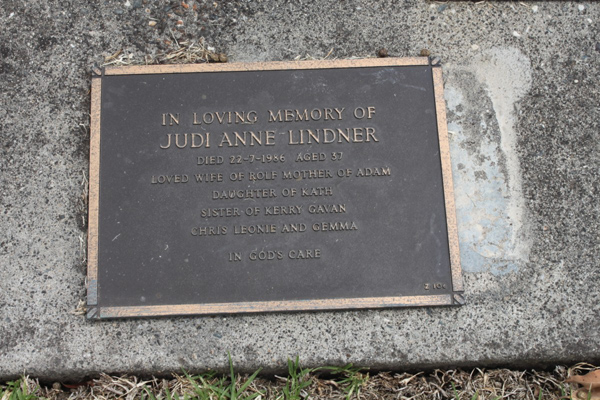 IN LOVING MEMORY OF
JUDI ANNE LINDNER
DIED 22-7-1986 AGED 37
LOVED WIFE OF ROLF MOTHER OF ADAM
DAUGHTER OF KATH
SISTER OF KERRY GAVAN
CHRIS LEONIE AND GEMMA
IN GOD'S CARE